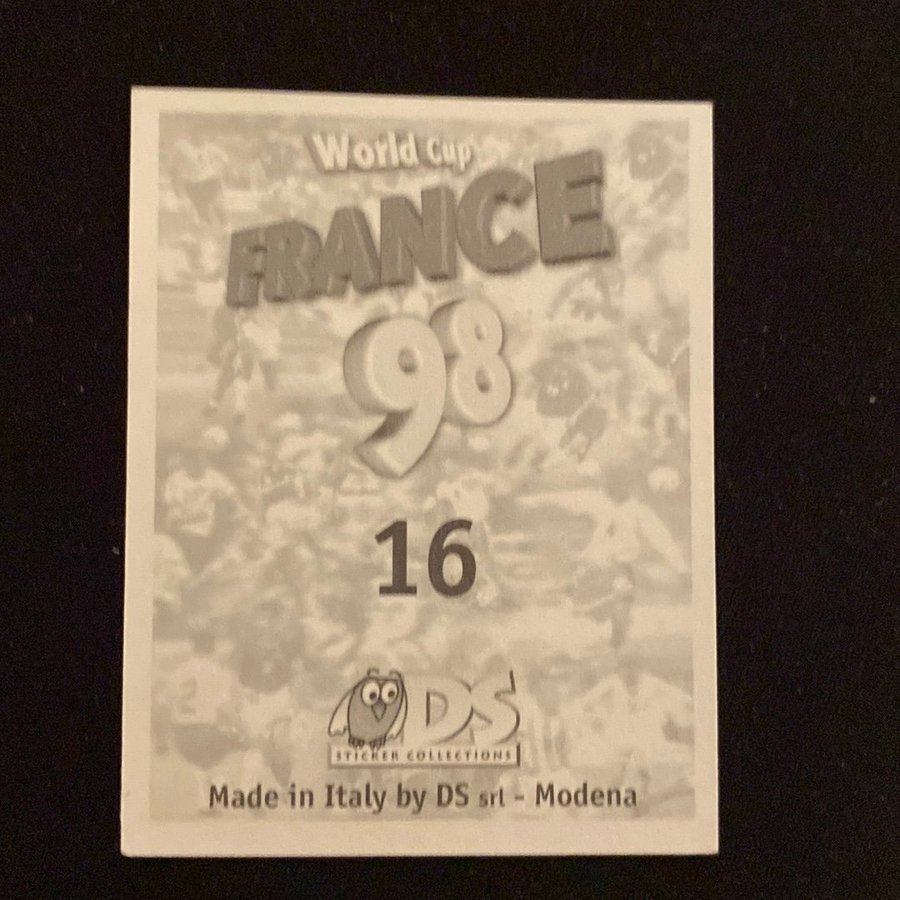 World Cup
FRANCE
98
16
DS
STICKER COLLECTIONS
Made in Italy by DS srl - Modena